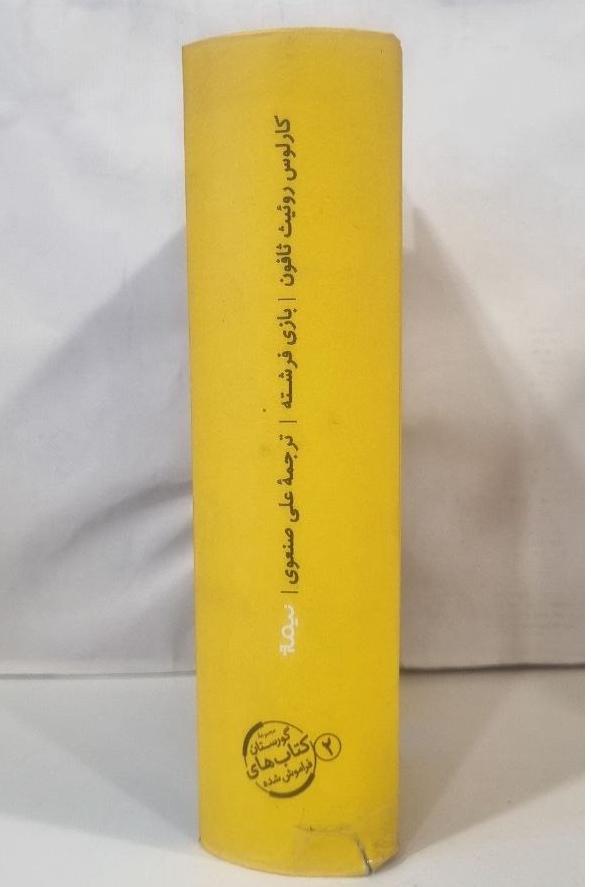 کارلوس روئیث ثافون | بازی فرشته | ترجمهٔ علی صنعوی |
نیماژ
مجموعهٔ
گورستان
کتاب‌های
فراموش شده
۲